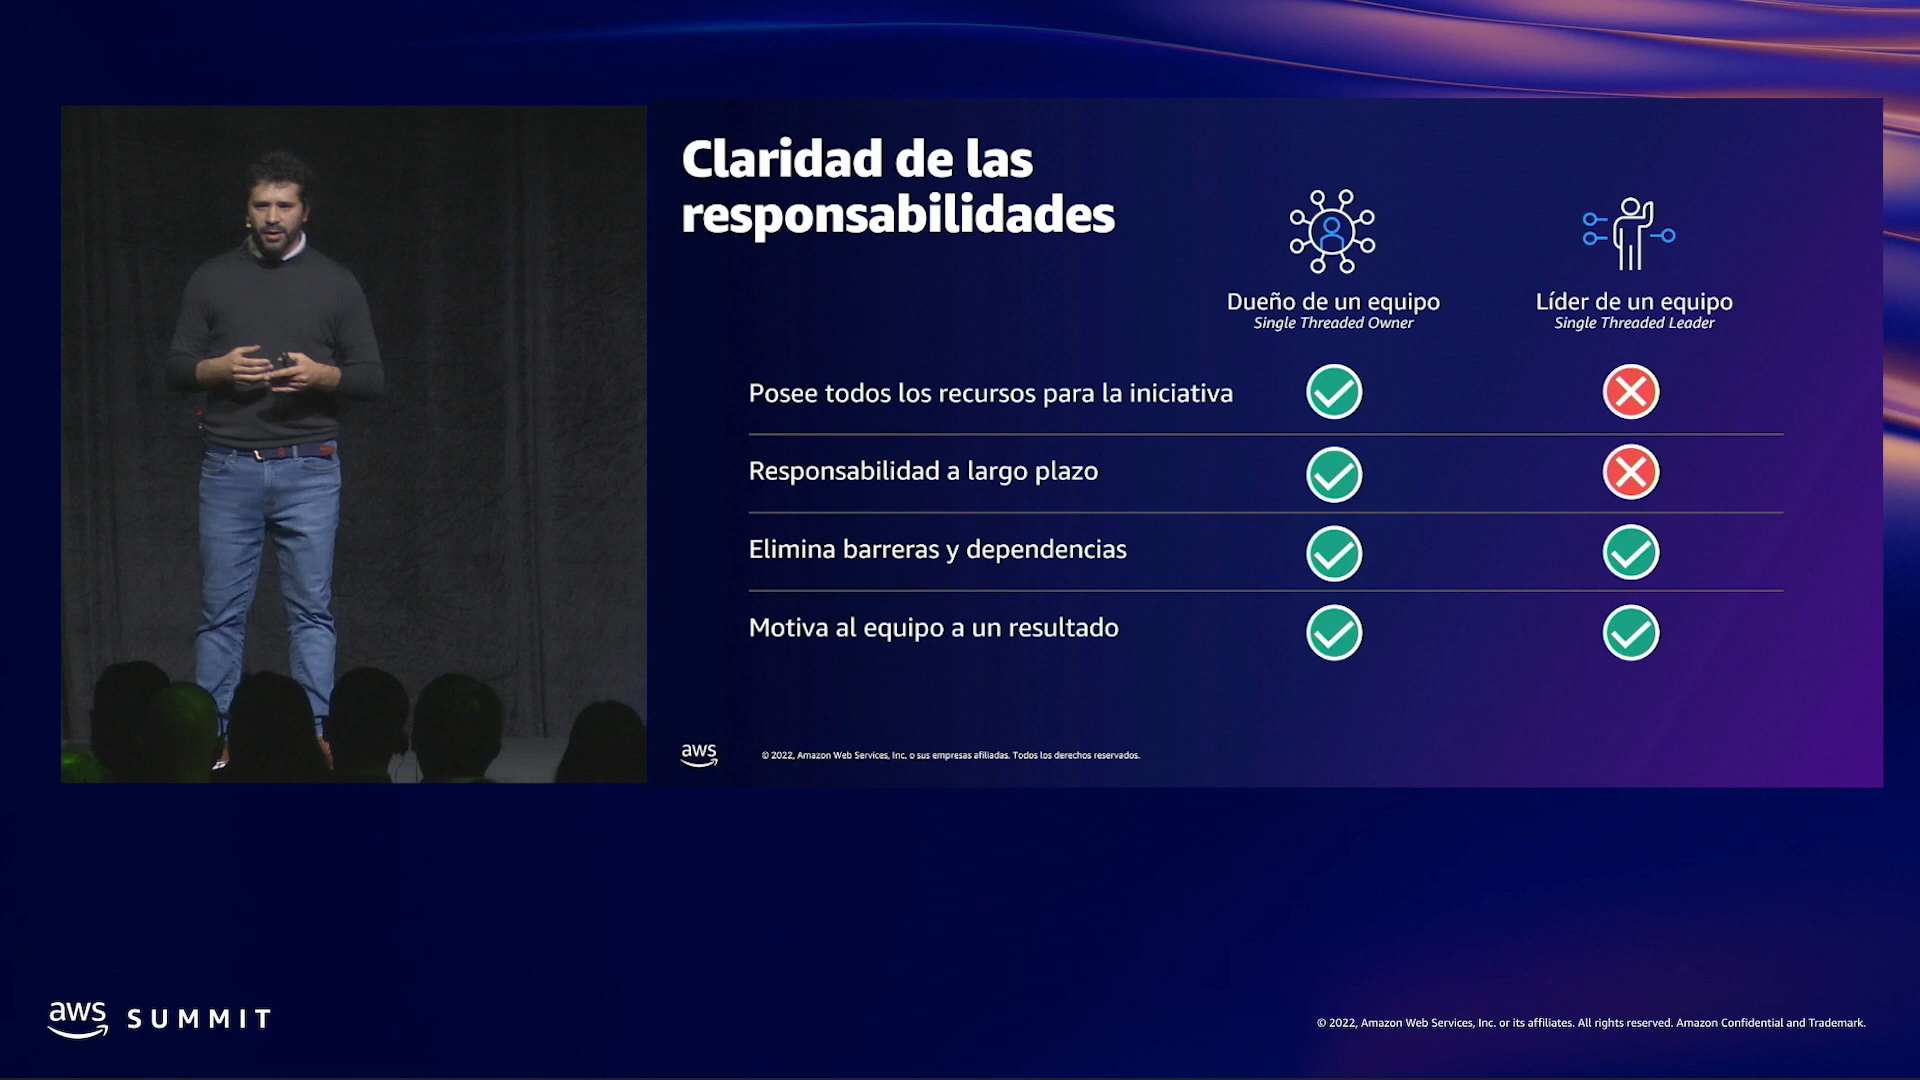 Claridad de las
responsabilidades
Dueño de un equipo
Single Threaded Owner
Líder de un equipo
Single Threaded Leader
Posee todos los recursos para la iniciativa
Responsabilidad a largo plazo
Elimina barreras y dependencias
Motiva al equipo a un resultado
aws
© 2022, Amazon Web Services, Inc. o sus empresas afiliadas. Todos los derechos reservados.
aws SUMMIT
© 2022, Amazon Web Services, Inc. or its affiliates. All rights reserved. Amazon Confidential and Trademark.